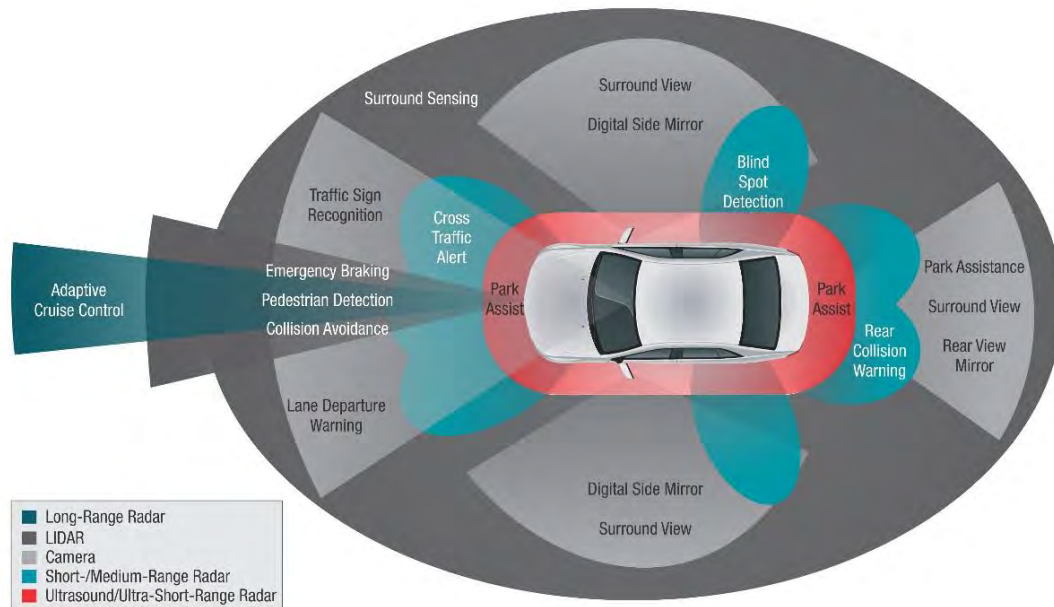 Surround View
Surround Sensing
Digital Side Mirror
Blind
Spot
Detection
Traffic Sign
Recognition
Cross
Traffic
Alert
Emergency Braking
Adaptive
Cruise Control
Pedestrian Detection
Collision Avoidance
Park
Assist
Park
Assist
Park Assistance
Surround View
Rear View
Mirror
Rear
Collision
Warning
Lane Departure
Warning
Digital Side Mirror
Surround View
Long-Range Radar
LIDAR
Camera
Short-/Medium-Range Radar
Ultrasound/Ultra-Short-Range Radar